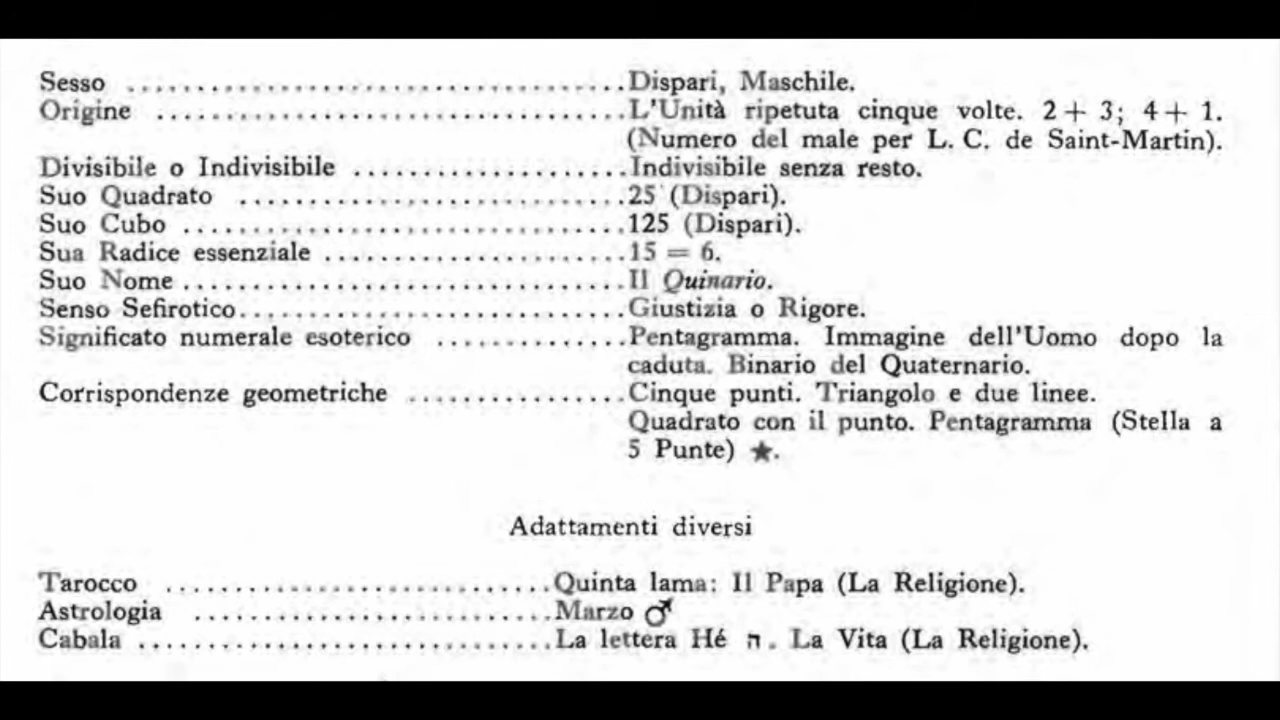 Sesso ........................................Dispari, Maschile.
Origine .....................................L'Unità ripetuta cinque volte. 2 + 3; 4 + 1.
(Numero del male per L. C. de Saint-Martin).
Divisibile o Indivisibile ....................Indivisibile senza resto.
Suo Quadrato ..............................25 (Dispari).
Suo Cubo ..................................125 (Dispari).
Sua Radice essenziale ......................15 = 6.
Suo Nome ..................................Il Quinario.
Senso Sefirotico..............................Giustizia o Rigore.
Significato numerale esoterico ..............Pentagramma. Immagine dell'Uomo dopo la
caduta. Binario del Quaternario.
Corrispondenze geometriche ................Cinque punti. Triangolo e due linee.
Quadrato con il punto. Pentagramma (Stella a
5 Punte) ★.
Adattamenti diversi
Tarocco ..............................Quinta lama: Il Papa (La Religione).
Astrologia ............................Marzo ♂
Cabala ................................La lettera Hé ה. La Vita (La Religione).